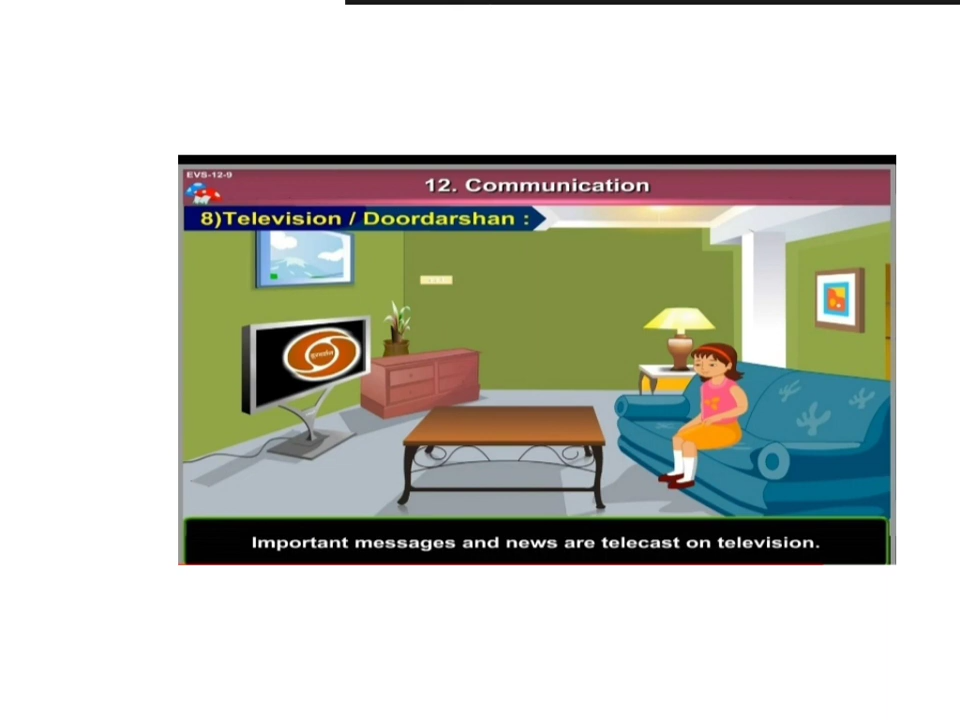 EVS-12-9
12. Communication
8)Television / Doordarshan :
Important messages and news are telecast on television.